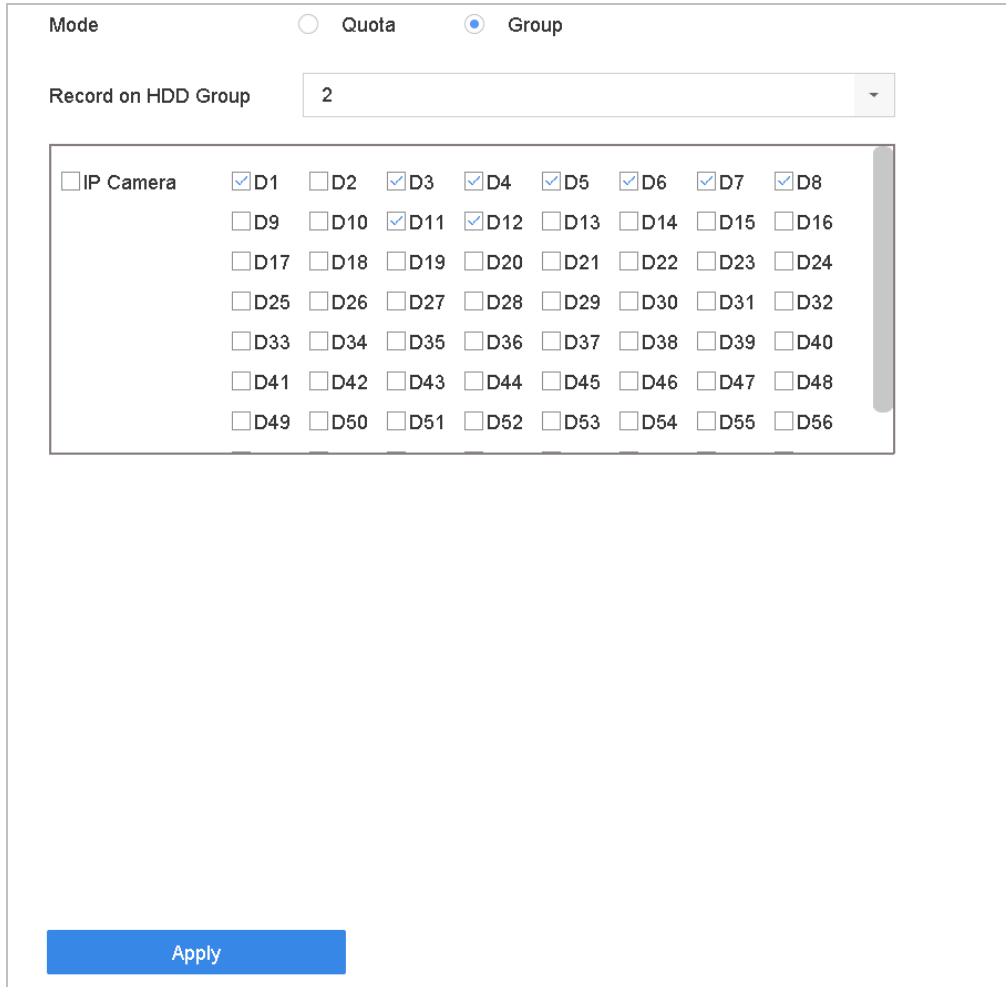 Mode Quota Group
Record on HDD Group 2
IP Camera D1 D2 D3 D4 D5 D6 D7 D8
D9 D10 D11 D12 D13 D14 D15 D16
D17 D18 D19 D20 D21 D22 D23 D24
D25 D26 D27 D28 D29 D30 D31 D32
D33 D34 D35 D36 D37 D38 D39 D40
D41 D42 D43 D44 D45 D46 D47 D48
D49 D50 D51 D52 D53 D54 D55 D56
Apply